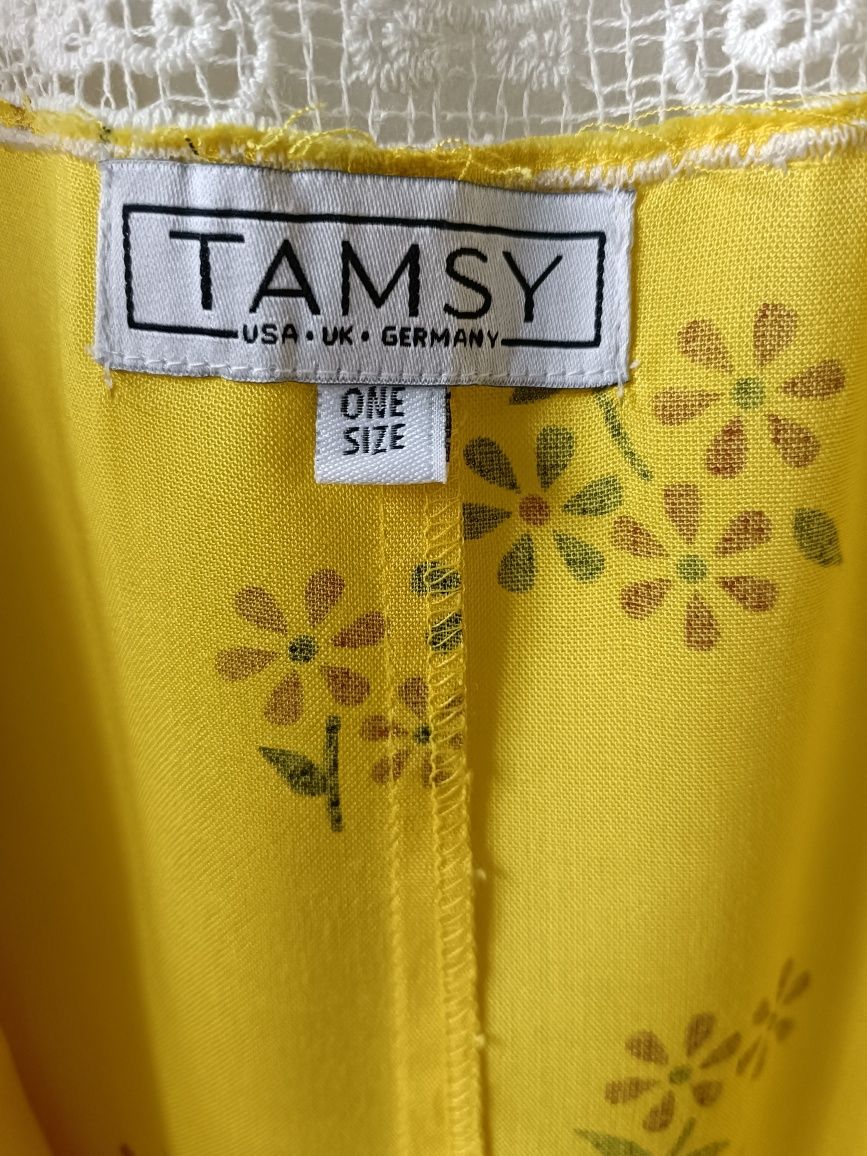 TAMSY
USA • UK • GERMANY
ONE
SIZE